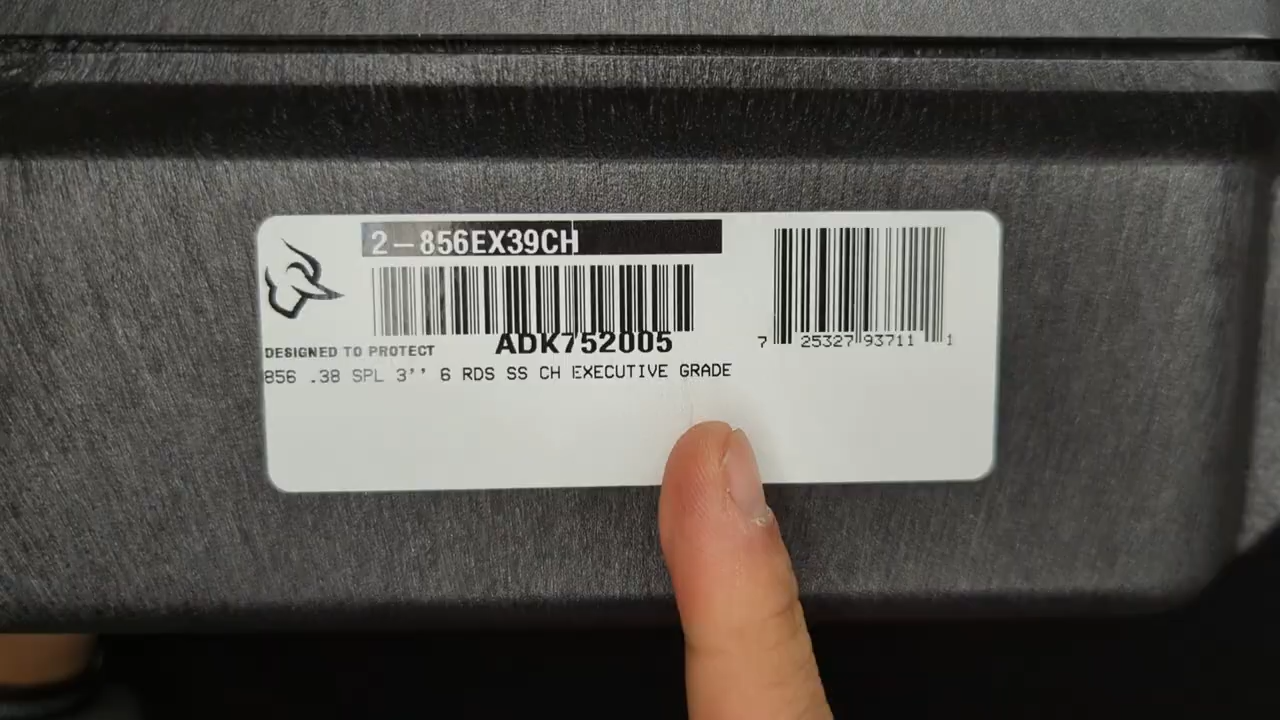 2-856EX39CH
ADK752005
7 25327 93711 1
DESIGNED TO PROTECT
856 .38 SPL 3'' 6 RDS SS CH EXECUTIVE GRADE